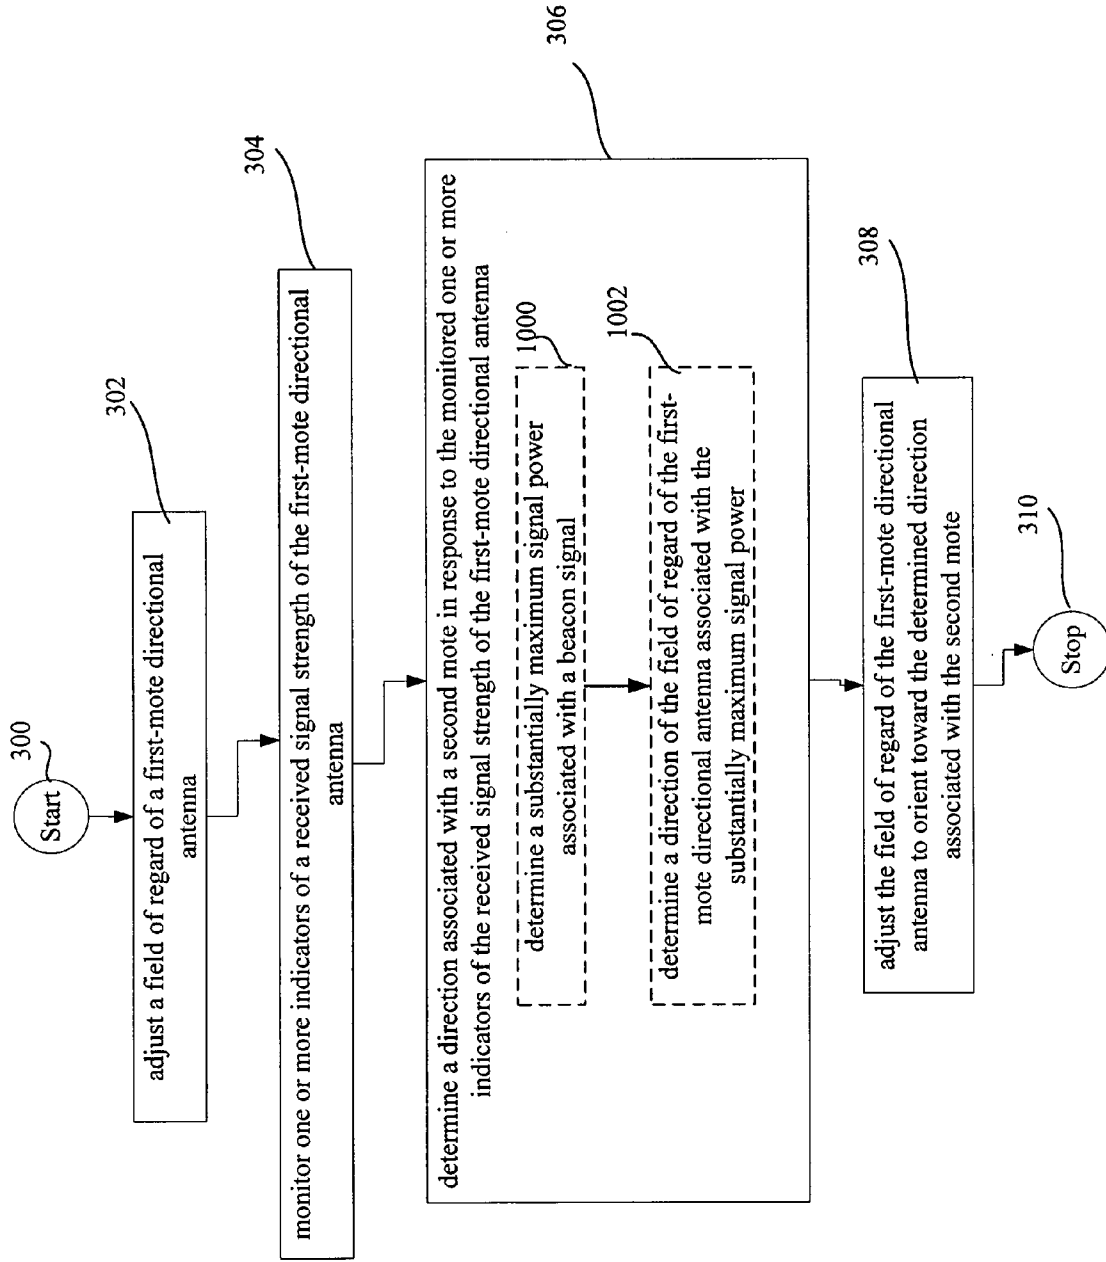 300
Start
302
adjust a field of regard of a first-mote directional
antenna
304
monitor one or more indicators of a received signal strength of the first-mote directional
antenna
306
determine a direction associated with a second mote in response to the monitored one or more
indicators of the received signal strength of the first-mote directional antenna
1000
determine a substantially maximum signal power
associated with a beacon signal
1002
determine a direction of the field of regard of the first-
mote directional antenna associated with the
substantially maximum signal power
308
adjust the field of regard of the first-mote directional
antenna to orient toward the determined direction
associated with the second mote
310
Stop